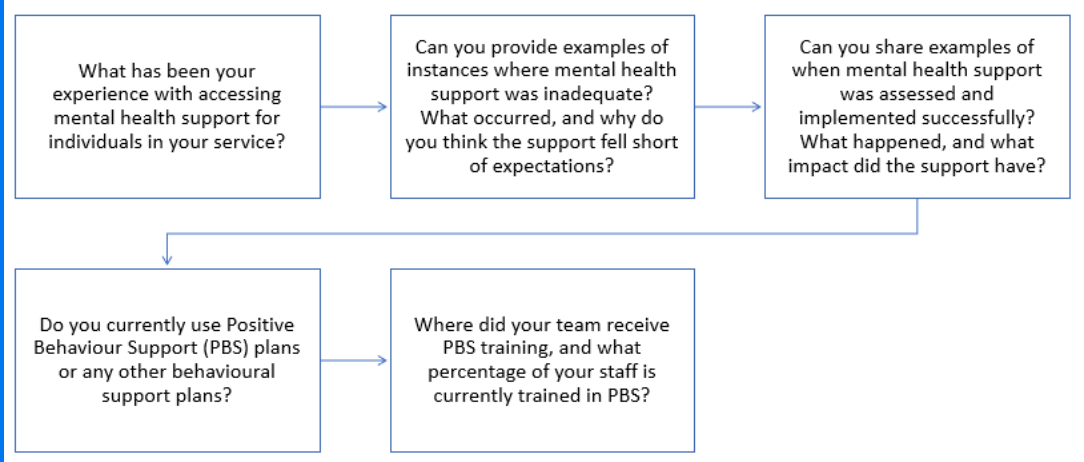 What has been your
experience with accessing
mental health support for
individuals in your service?
Can you provide examples of
instances where mental health
support was inadequate?
What occurred, and why do
you think the support fell short
of expectations?
Can you share examples of
when mental health support
was assessed and
implemented successfully?
What happened, and what
impact did the support have?
Do you currently use Positive
Behaviour Support (PBS) plans
or any other behavioural
support plans?
Where did your team receive
PBS training, and what
percentage of your staff is
currently trained in PBS?